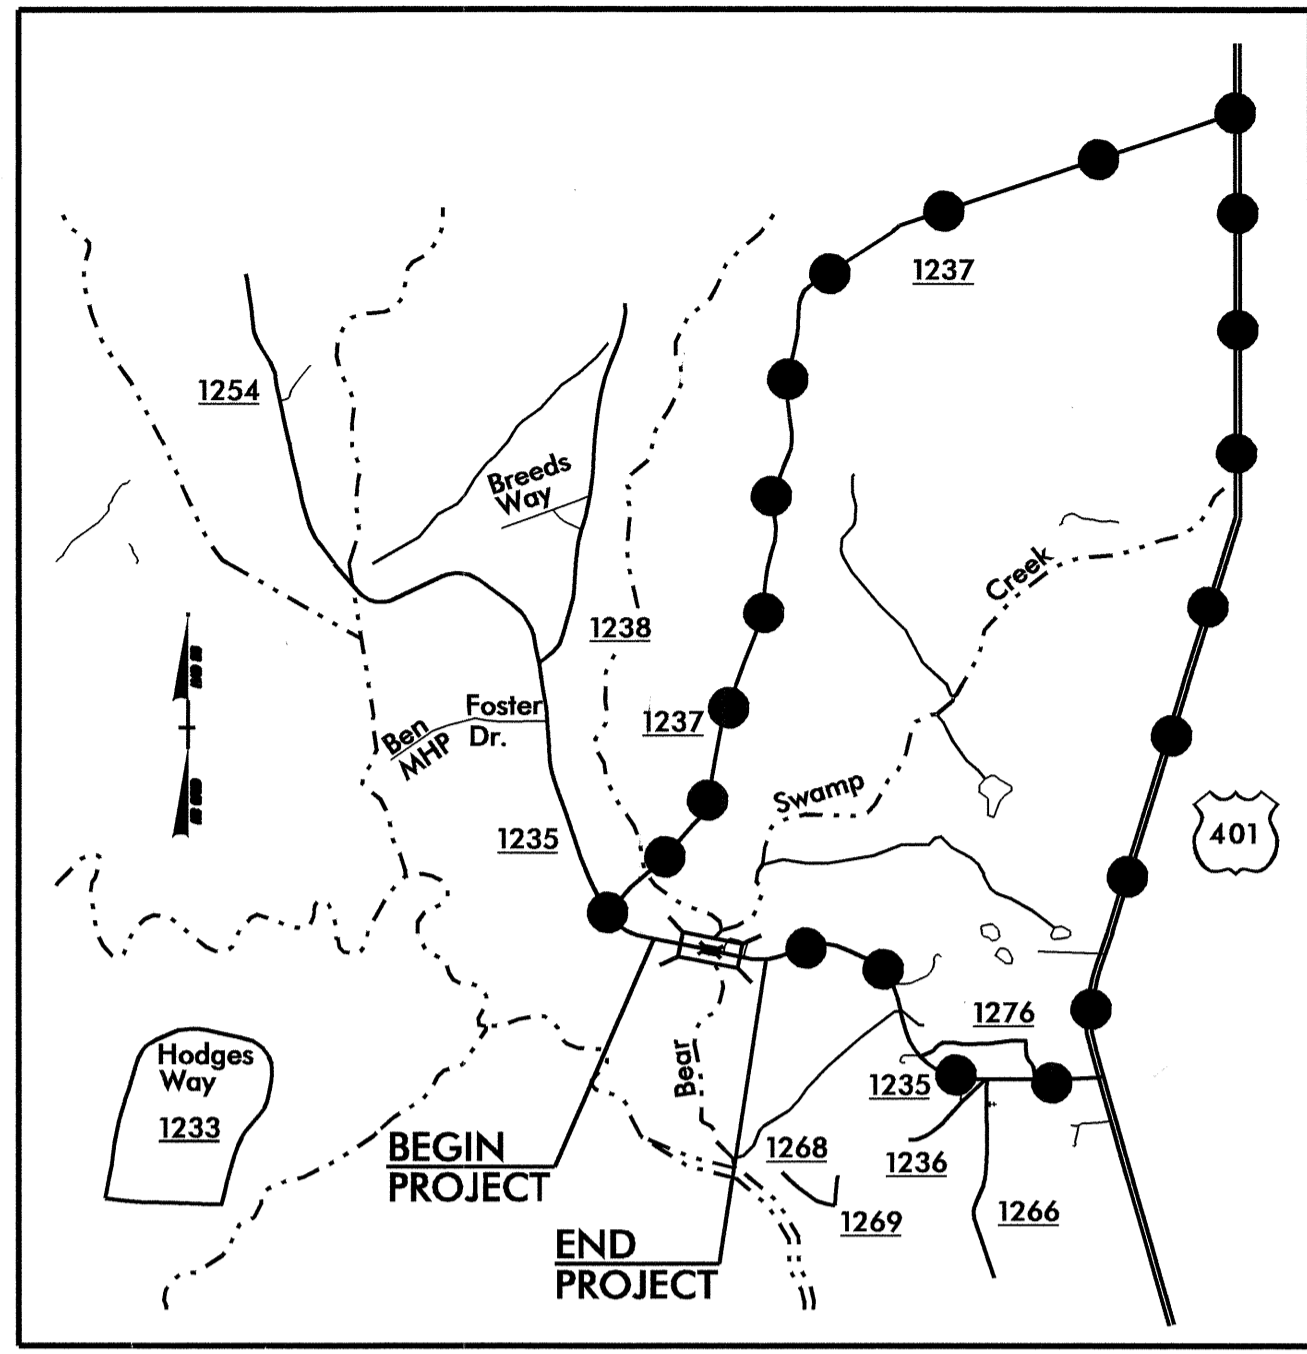 1237
1254
Breeds
Way
Creek
1238
Foster
Ben
Dr.
MHP
1237
Swamp
1235
401
1276
Hodges
Way
Bear
1235
1233
BEGIN
PROJECT
1268
1236
1269
1266
END
PROJECT